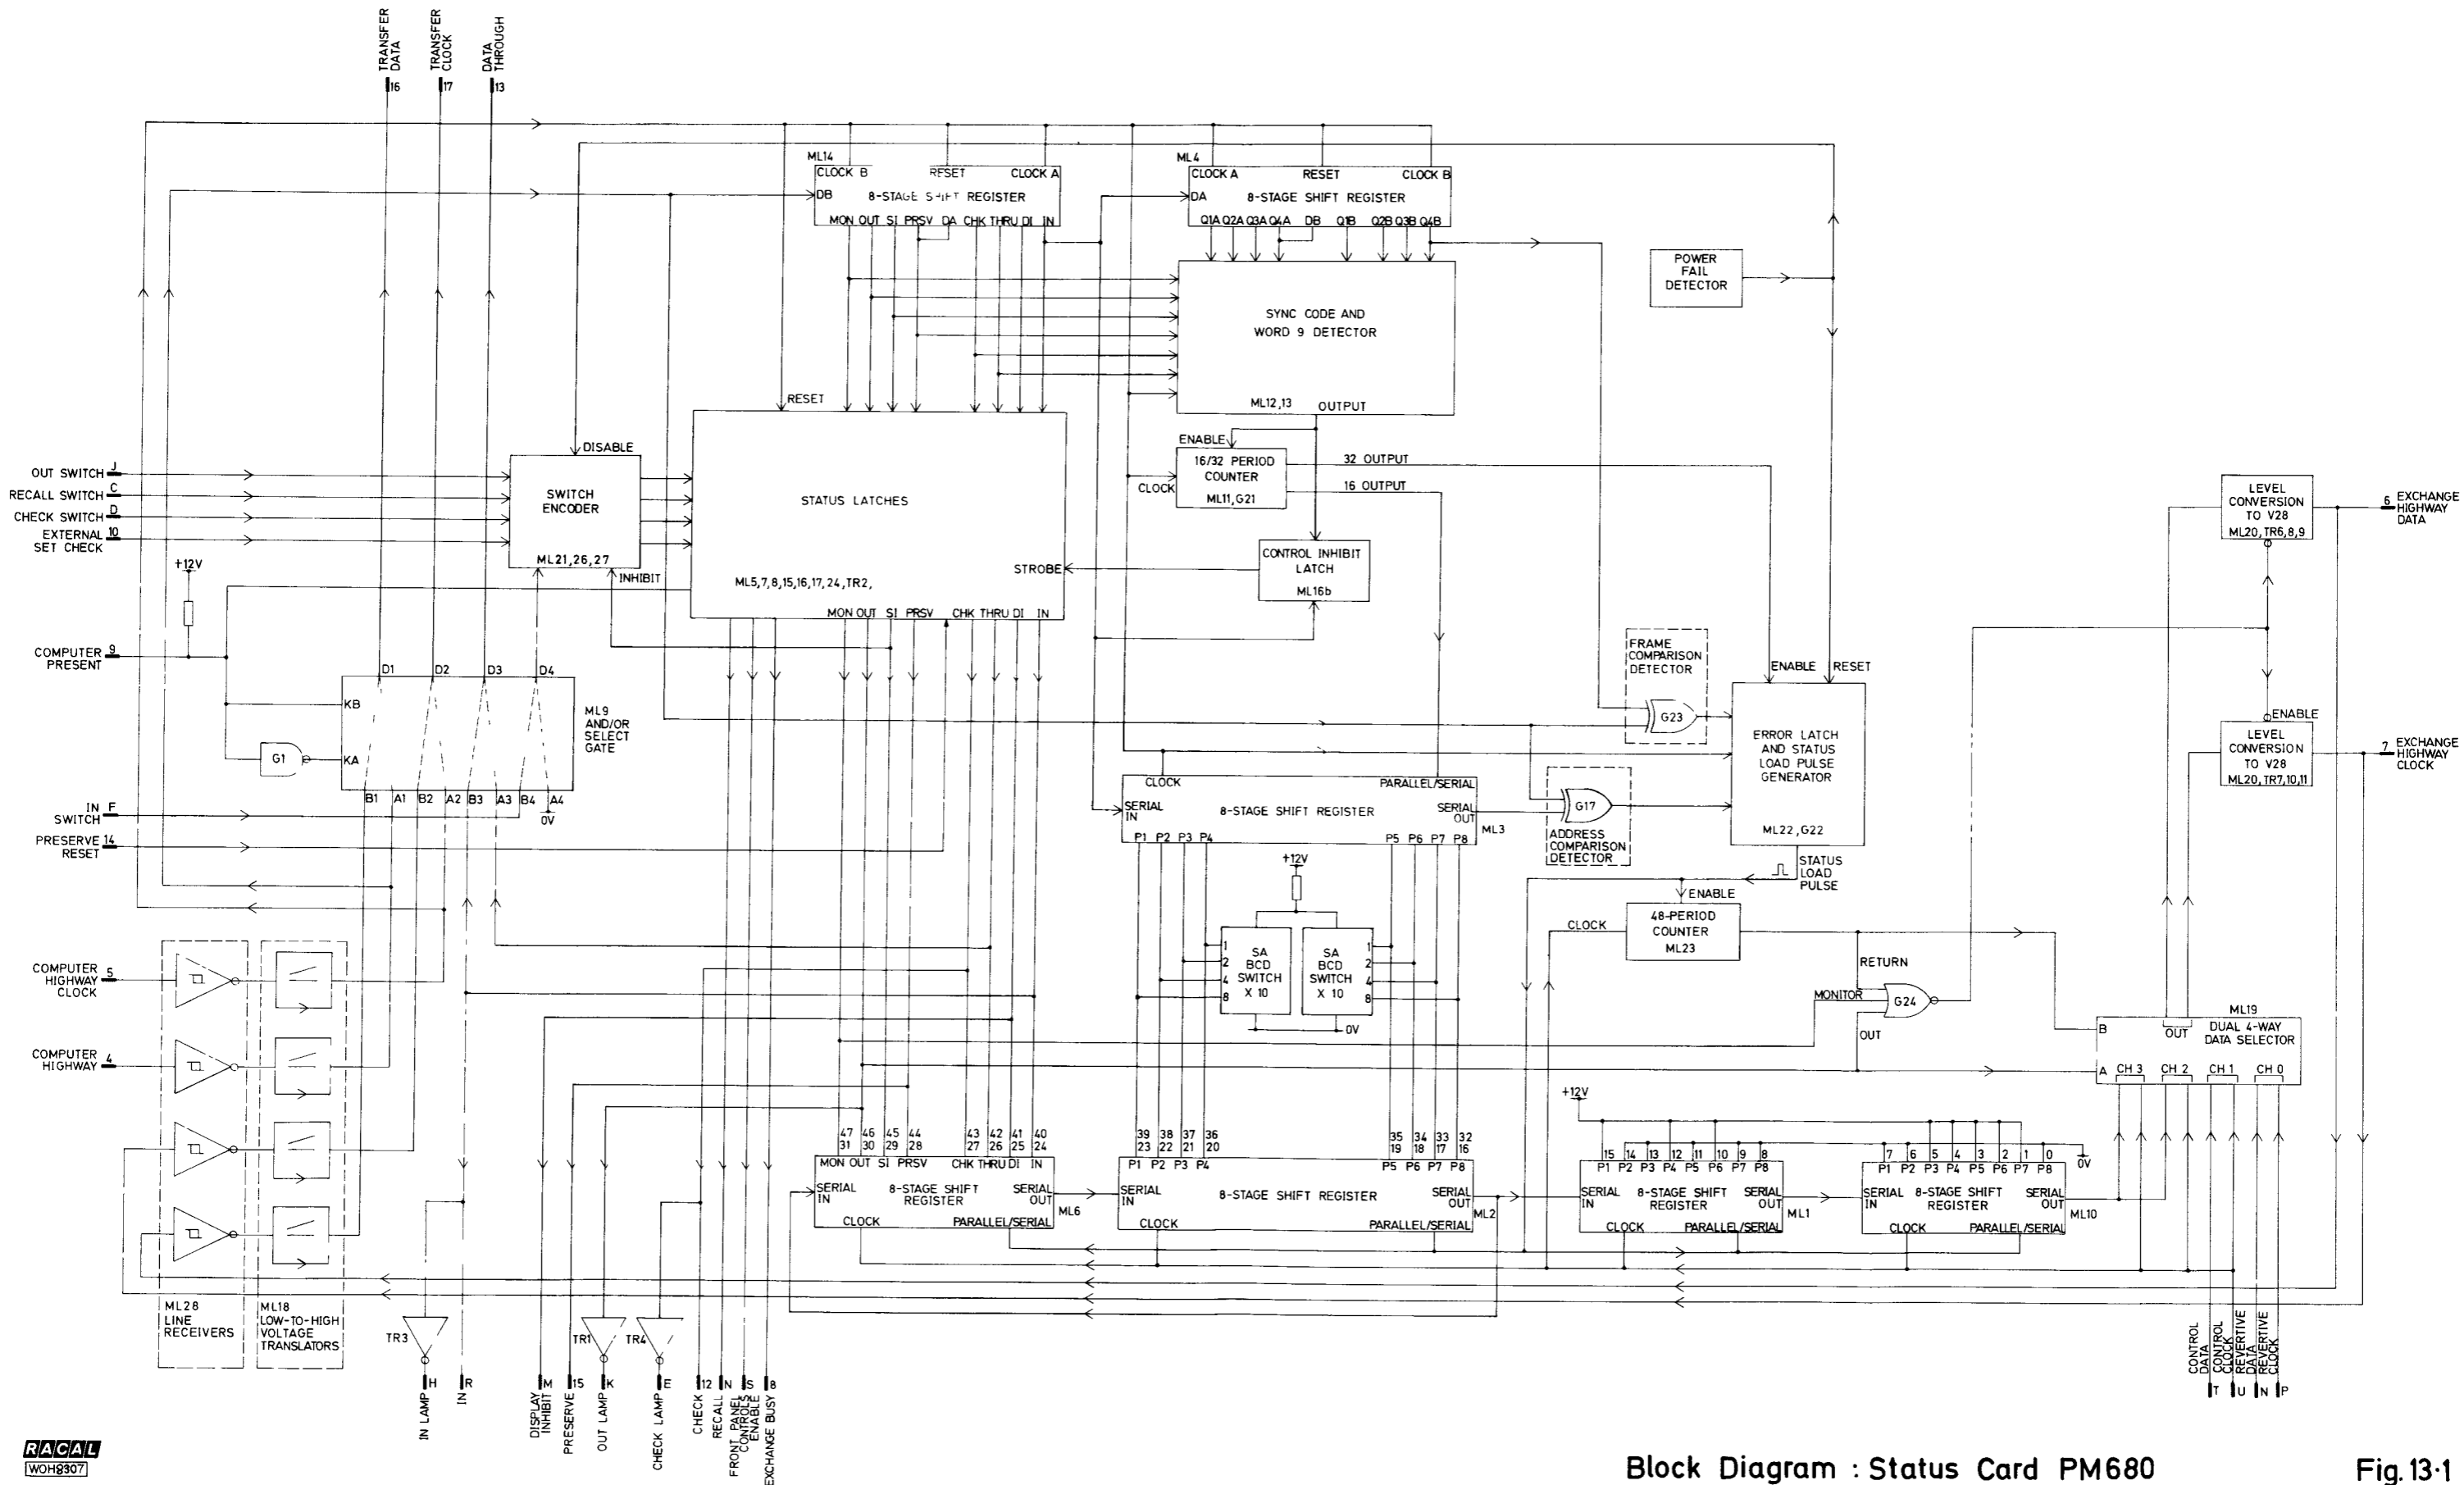 TRANSFER
DATA
16
TRANSFER
CLOCK
17
DATA
THROUGH
13
ML14
CLOCK B
RESET
CLOCK A
DB
8-STAGE SHIFT REGISTER
MON OUT SI PRSV DA CHK THRU DI IN
ML4
CLOCK A
RESET
CLOCK B
DA
8-STAGE SHIFT REGISTER
Q1A Q2A Q3A Q4A DB Q1B Q2B Q3B Q4B
POWER
FAIL
DETECTOR
SYNC CODE AND
WORD 9 DETECTOR
ML12,13
OUTPUT
RESET
DISABLE
OUT SWITCH J
RECALL SWITCH C
CHECK SWITCH D
EXTERNAL 10
SET CHECK
SWITCH
ENCODER
ML21,26,27
INHIBIT
STATUS LATCHES
ML5,7,8,15,16,17,24,TR2,
STROBE
MON OUT SI PRSV CHK THRU DI IN
ENABLE
16/32 PERIOD
COUNTER
ML11,G21
CLOCK
32 OUTPUT
16 OUTPUT
CONTROL INHIBIT
LATCH
ML16b
LEVEL
CONVERSION
TO V28
ML20,TR6,8,9
6 EXCHANGE
HIGHWAY
DATA
+12V
COMPUTER 9
PRESENT
D1
D2
D3
D4
KB
KA
G1
ML9
AND/OR
SELECT
GATE
B1 A1 B2 A2 B3 A3 B4 A4
0V
IN F
SWITCH
PRESERVE 14
RESET
FRAME
COMPARISON
DETECTOR
G23
ENABLE
RESET
ERROR LATCH
AND STATUS
LOAD PULSE
GENERATOR
ML22,G22
ENABLE
LEVEL
CONVERSION
TO V28
ML20,TR7,10,11
7 EXCHANGE
HIGHWAY
CLOCK
CLOCK
PARALLEL/SERIAL
SERIAL
IN
8-STAGE SHIFT REGISTER
SERIAL
OUT
ML3
P1 P2 P3 P4 P5 P6 P7 P8
G17
ADDRESS
COMPARISON
DETECTOR
STATUS
LOAD
PULSE
+12V
1
2
4
8
SA
BCD
SWITCH
X 10
SA
BCD
SWITCH
X 10
1
2
4
8
0V
ENABLE
CLOCK
48-PERIOD
COUNTER
ML23
RETURN
MONITOR
G24
OUT
ML19
B
OUT
DUAL 4-WAY
DATA SELECTOR
A
CH 3
CH 2
CH 1
CH 0
COMPUTER 5
HIGHWAY
CLOCK
COMPUTER 4
HIGHWAY
ML28
LINE
RECEIVERS
ML18
LOW-TO-HIGH
VOLTAGE
TRANSLATORS
47 46 45 44 43 42 41 40
31 30 29 28 27 26 25 24
MON OUT SI PRSV CHK THRU DI IN
SERIAL
IN
8-STAGE SHIFT
REGISTER
SERIAL
OUT
ML6
CLOCK
PARALLEL/SERIAL
39 38 37 36 35 34 33 32
23 22 21 20 19 18 17 16
P1 P2 P3 P4 P5 P6 P7 P8
SERIAL
IN
8-STAGE SHIFT REGISTER
SERIAL
OUT
ML2
CLOCK
PARALLEL/SERIAL
+12V
15 14 13 12 11 10 9 8
P1 P2 P3 P4 P5 P6 P7 P8
SERIAL
IN
8-STAGE SHIFT
REGISTER
SERIAL
OUT
ML1
CLOCK
PARALLEL/SERIAL
7 6 5 4 3 2 1 0
0V
P1 P2 P3 P4 P5 P6 P7 P8
SERIAL
IN
8-STAGE SHIFT
REGISTER
SERIAL
OUT
ML10
CLOCK
PARALLEL/SERIAL
TR3
TR1
TR4
H
IN LAMP
R
IN
M
DISPLAY
INHIBIT
15
PRESERVE
K
OUT LAMP
E
CHECK LAMP
12
CHECK
N
RECALL
S
FRONT PANEL
CONTROLS
ENABLE
8
EXCHANGE BUSY
CONTROL
DATA
T
CONTROL
CLOCK
U
REVERTIVE
DATA
N
REVERTIVE
CLOCK
P
RACAL
WOH8307
Block Diagram : Status Card PM680
Fig. 13·1